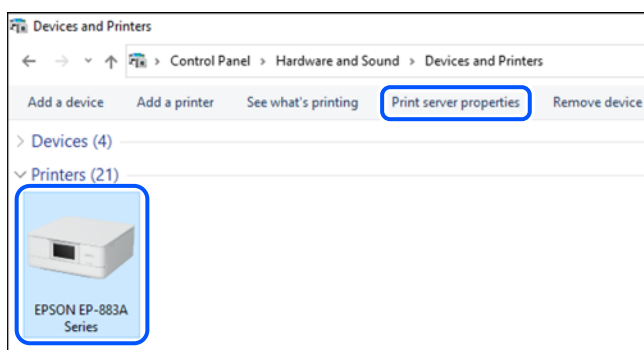 Devices and Printers
Control Panel > Hardware and Sound > Devices and Printers
Add a device Add a printer See what's printing Print server properties Remove device
Devices (4)
Printers (21)
EPSON EP-883A
Series